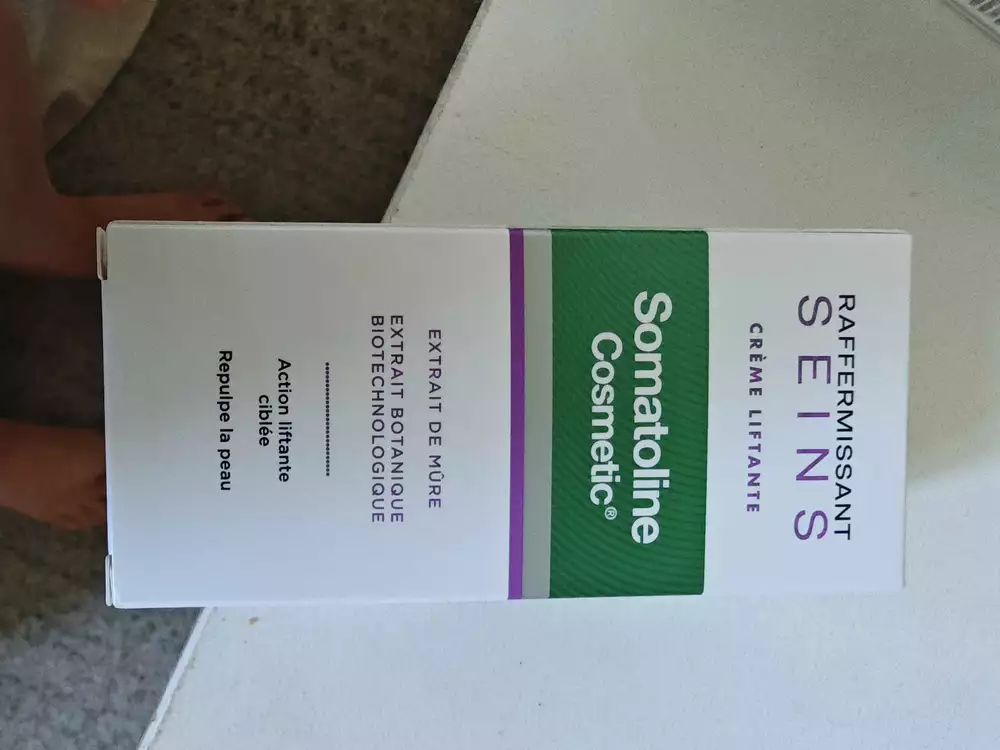 RAFFERMISSANT
SEINS
CRÈME LIFTANTE
Somatoline
Cosmetic®
EXTRAIT DE MÛRE
EXTRAIT BOTANIQUE
BIOTECHNOLOGIQUE
Action liftante
ciblée
Repulpe la peau